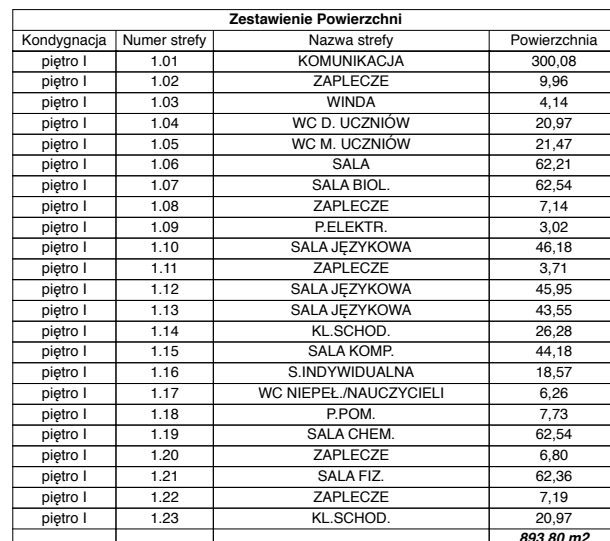 Zestawienie Powierzchni
Kondygnacja Numer strefy Nazwa strefy Powierzchnia
piętro I 1.01 KOMUNIKACJA 300,08
piętro I 1.02 ZAPLECZE 9,96
piętro I 1.03 WINDA 4,14
piętro I 1.04 WC D. UCZNIÓW 20,97
piętro I 1.05 WC M. UCZNIÓW 21,47
piętro I 1.06 SALA 62,21
piętro I 1.07 SALA BIOL. 62,54
piętro I 1.08 ZAPLECZE 7,14
piętro I 1.09 P.ELEKTR. 3,02
piętro I 1.10 SALA JĘZYKOWA 46,18
piętro I 1.11 ZAPLECZE 3,71
piętro I 1.12 SALA JĘZYKOWA 45,95
piętro I 1.13 SALA JĘZYKOWA 43,55
piętro I 1.14 KL.SCHOD. 26,28
piętro I 1.15 SALA KOMP. 44,18
piętro I 1.16 S.INDYWIDUALNA 18,57
piętro I 1.17 WC NIEPEŁ./NAUCZYCIELI 6,26
piętro I 1.18 P.POM. 7,73
piętro I 1.19 SALA CHEM. 62,54
piętro I 1.20 ZAPLECZE 6,80
piętro I 1.21 SALA FIZ. 62,36
piętro I 1.22 ZAPLECZE 7,19
piętro I 1.23 KL.SCHOD. 20,97
893,80 m2